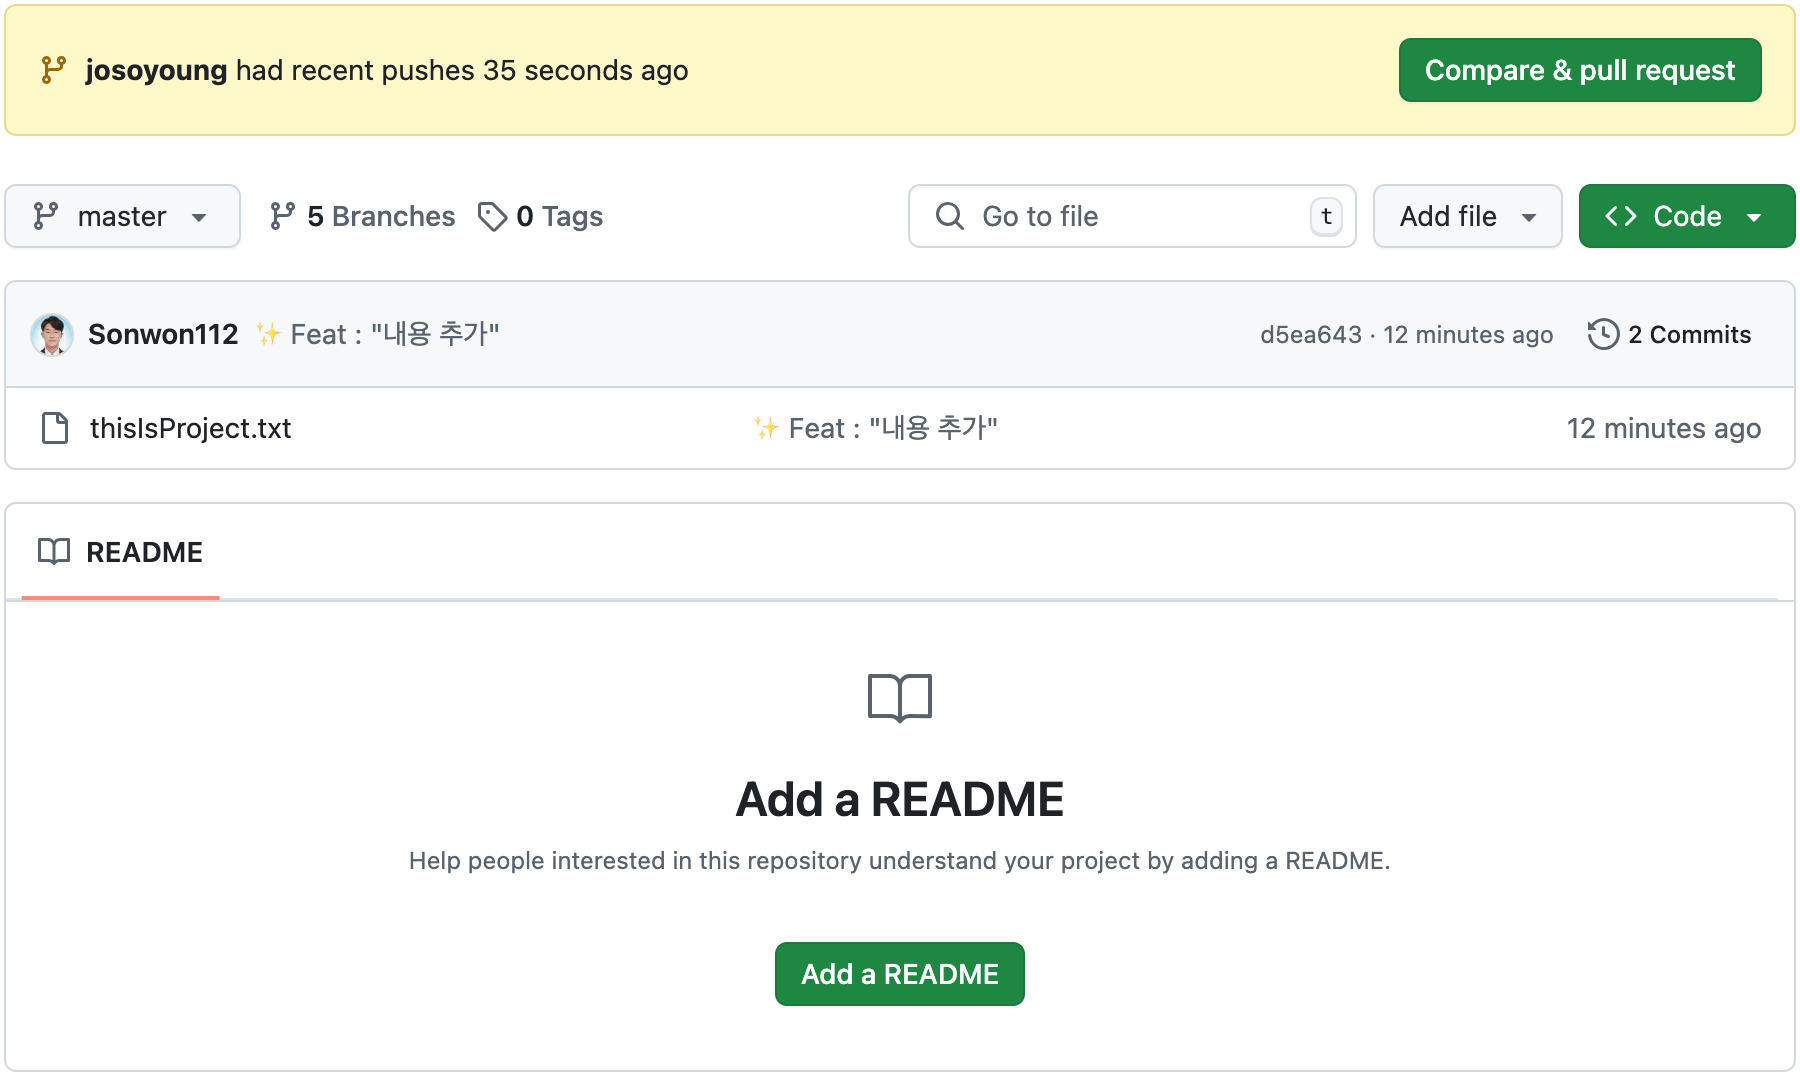 josoyoung had recent pushes 35 seconds ago
Compare & pull request
master
5 Branches
0 Tags
Go to file
t
Add file
Code
Sonwon112
✨ Feat : "내용 추가"
d5ea643 · 12 minutes ago
2 Commits
thisIsProject.txt
✨ Feat : "내용 추가"
12 minutes ago
README
Add a README
Help people interested in this repository understand your project by adding a README.
Add a README